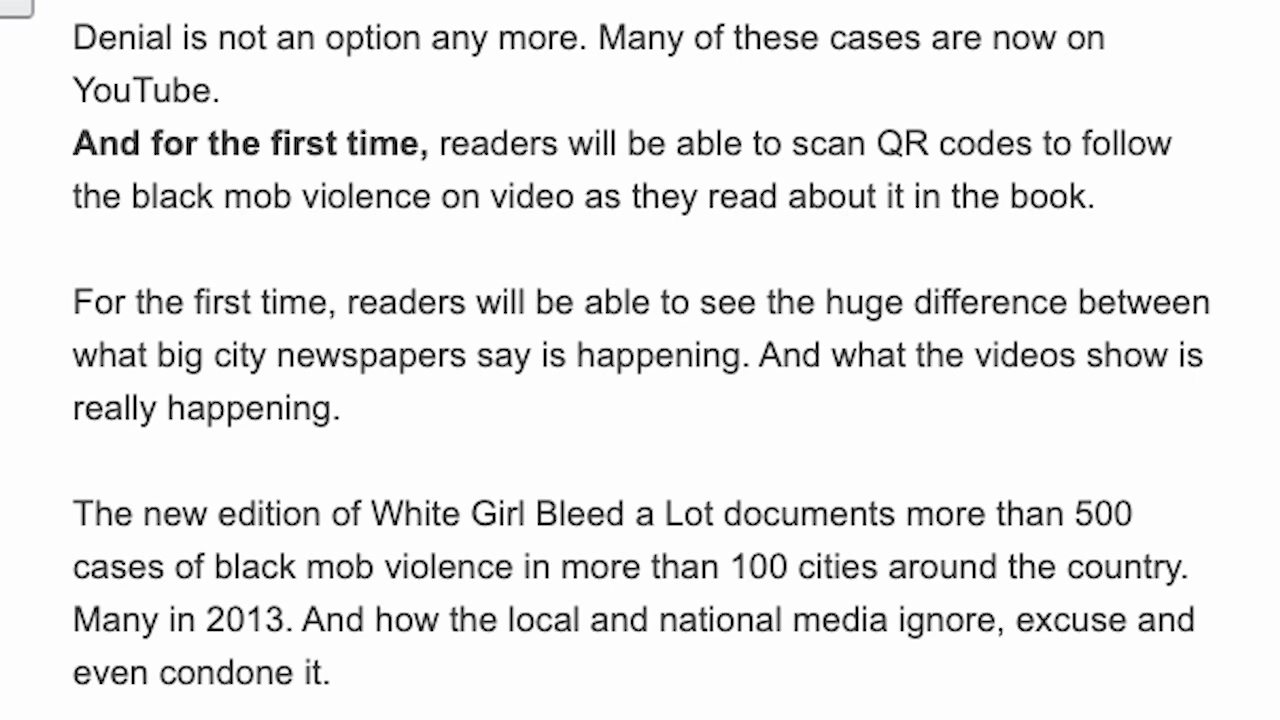 Denial is not an option any more. Many of these cases are now on
YouTube.
And for the first time, readers will be able to scan QR codes to follow
the black mob violence on video as they read about it in the book.
For the first time, readers will be able to see the huge difference between
what big city newspapers say is happening. And what the videos show is
really happening.
The new edition of White Girl Bleed a Lot documents more than 500
cases of black mob violence in more than 100 cities around the country.
Many in 2013. And how the local and national media ignore, excuse and
even condone it.